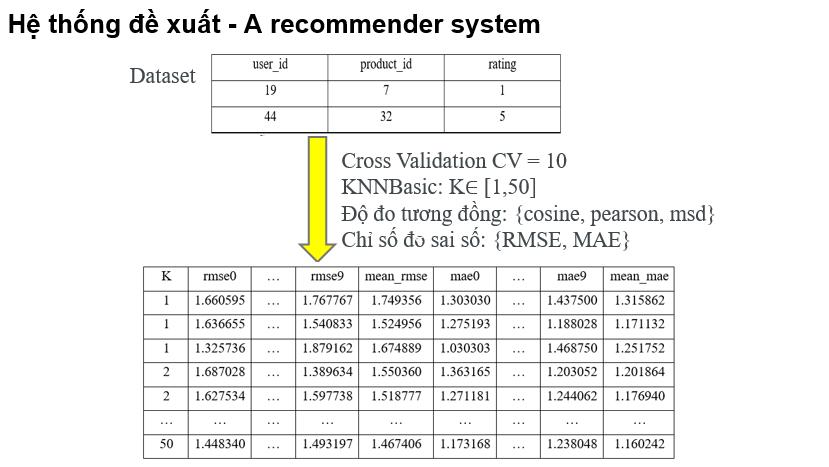 Hệ thống đề xuất - A recommender system
Dataset
user_id product_id rating
19 7 1
44 32 5
Cross Validation CV = 10
KNNBasic: K∈ [1,50]
Độ đo tương đồng: {cosine, pearson, msd}
Chỉ số đo sai số: {RMSE, MAE}
K rmse0 … rmse9 mean_rmse mae0 … mae9 mean_mae
1 1.660595 … 1.767767 1.749356 1.303030 … 1.437500 1.315862
1 1.636655 … 1.540833 1.524956 1.275193 … 1.188028 1.171132
1 1.325736 … 1.879162 1.674889 1.030303 … 1.468750 1.251752
2 1.687028 … 1.389634 1.550360 1.363165 … 1.203052 1.201864
2 1.627534 … 1.597738 1.518777 1.271181 … 1.244062 1.176940
… … … … … … … … …
50 1.448340 … 1.493197 1.467406 1.173168 … 1.238048 1.160242